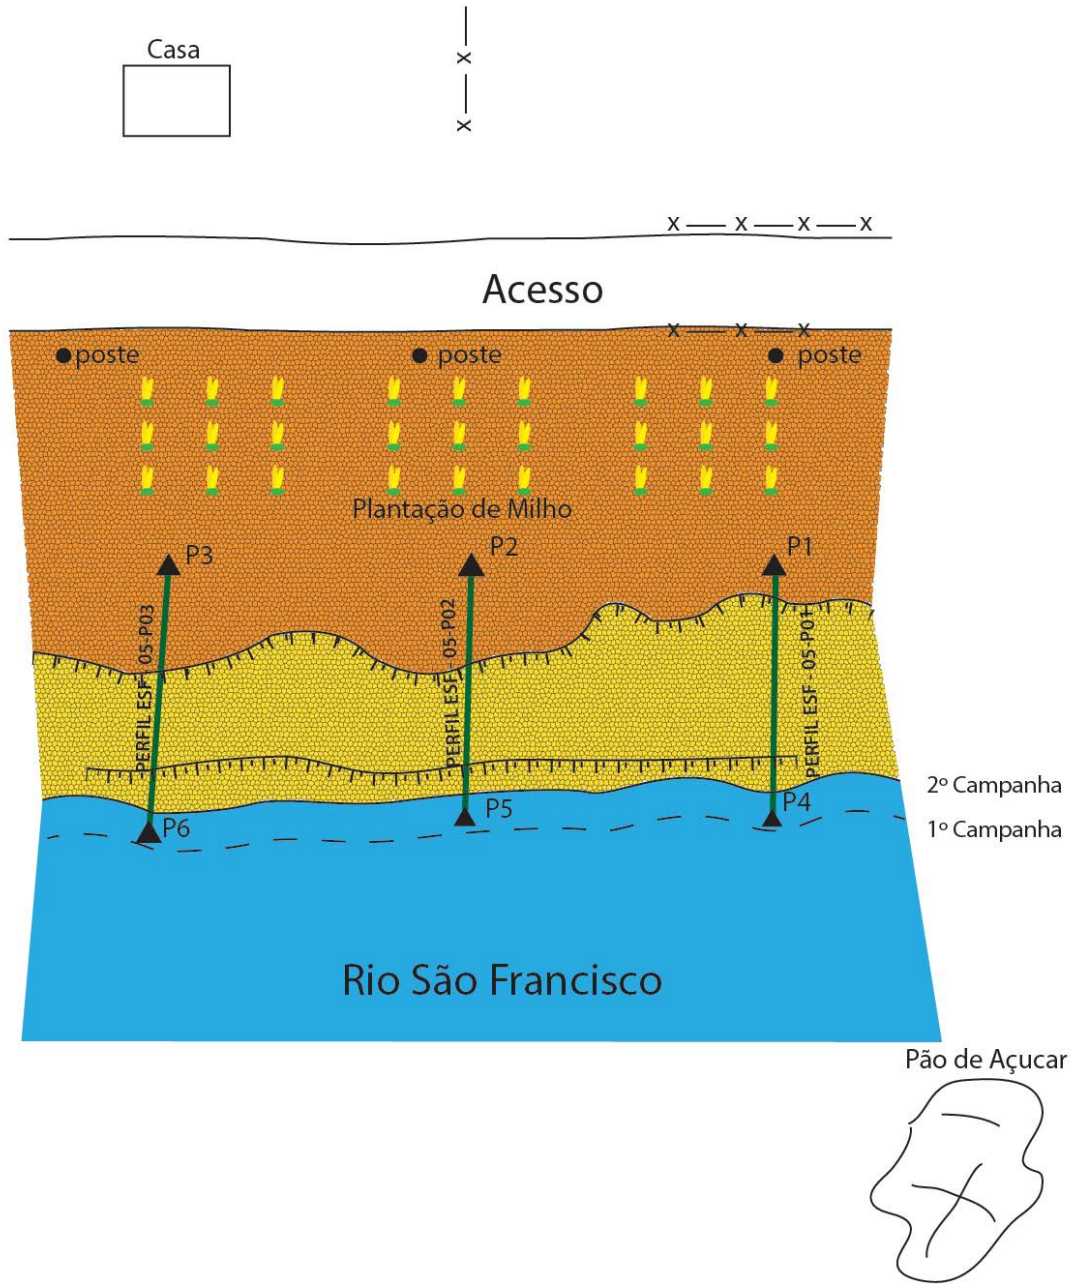 Casa
Acesso
poste
poste
poste
Plantação de Milho
P3
P2
P1
PERFIL ESF - 05-P03
PERFIL ESF - 05-P02
PERFIL ESF - 05-P01
2º Campanha
P6
P5
P4
1º Campanha
Rio São Francisco
Pão de Açucar